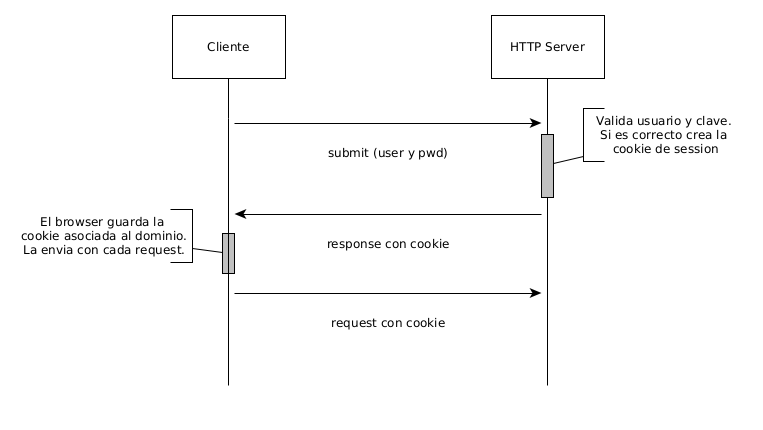 Cliente
HTTP Server
Valida usuario y clave.
Si es correcto crea la
cookie de session
submit (user y pwd)
El browser guarda la
cookie asociada al dominio.
La envia con cada request.
response con cookie
request con cookie